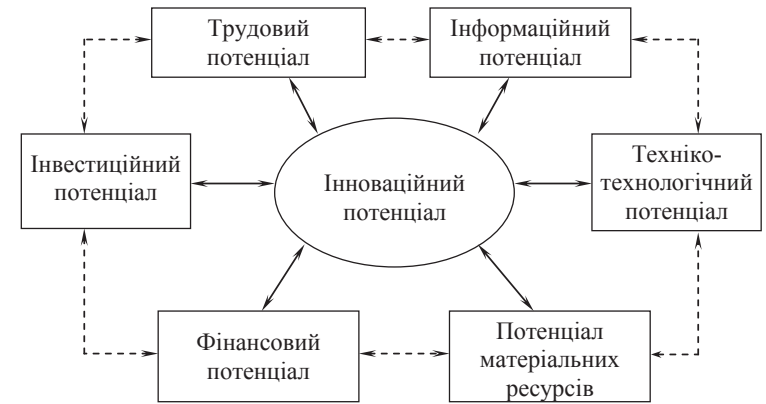 Трудовий
потенціал
Інформаційний
потенціал
Інвестиційний
потенціал
Інноваційний
потенціал
Техніко-
технологічний
потенціал
Фінансовий
потенціал
Потенціал
матеріальних
ресурсів